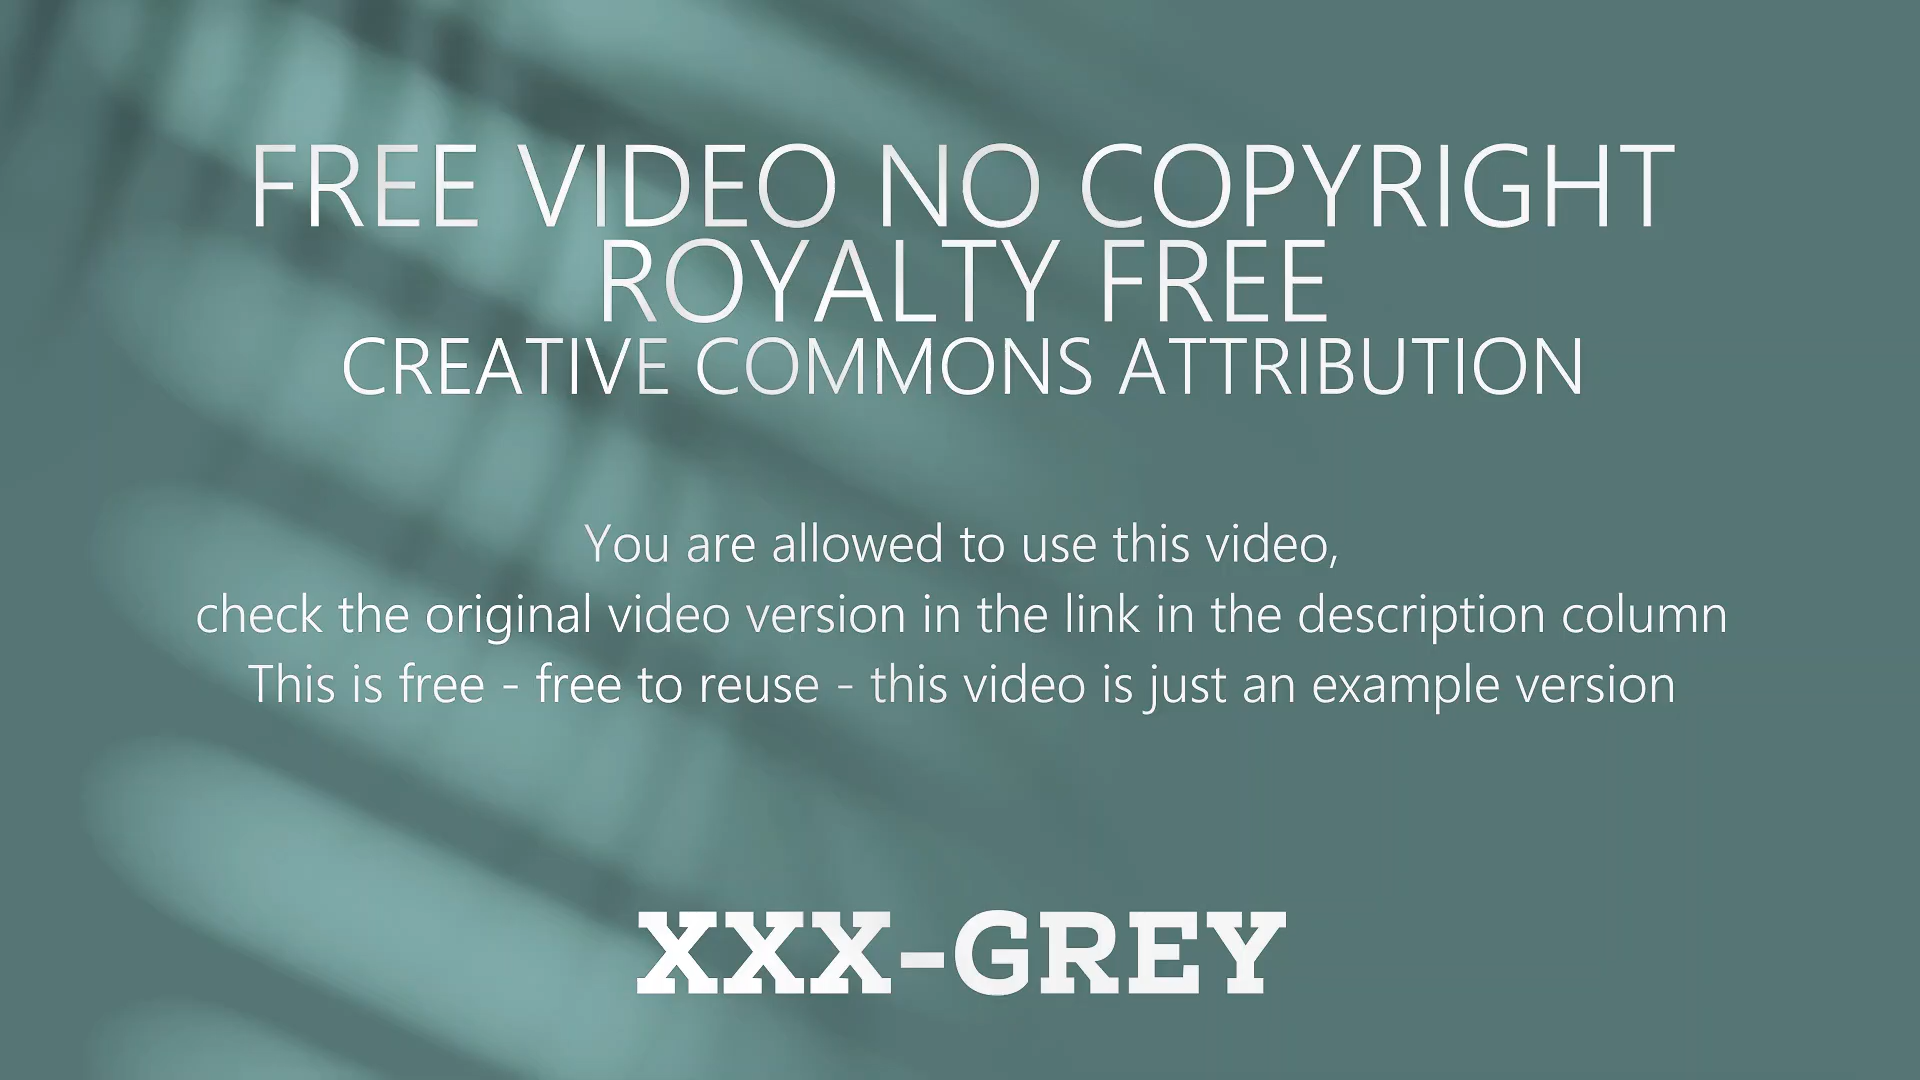 FREE VIDEO NO COPYRIGHT
ROYALTY FREE
CREATIVE COMMONS ATTRIBUTION
You are allowed to use this video,
check the original video version in the link in the description column
This is free - free to reuse - this video is just an example version
XXX-GREY